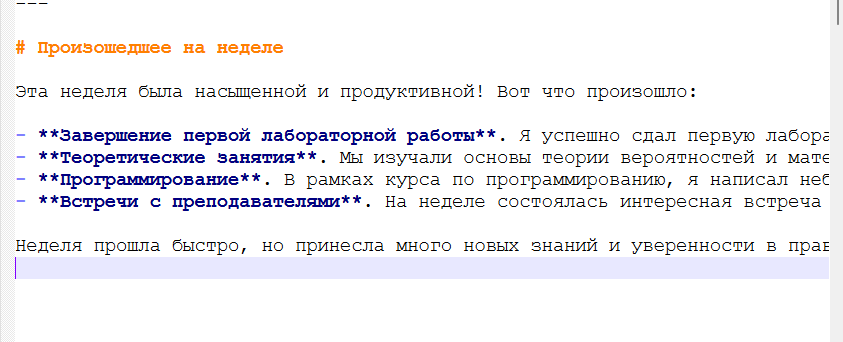 ---
# Произошедшее на неделе
Эта неделя была насыщенной и продуктивной! Вот что произошло:
- **Завершение первой лабораторной работы**. Я успешно сдал первую лабора
- **Теоретические занятия**. Мы изучали основы теории вероятностей и мате
- **Программирование**. В рамках курса по программированию, я написал неб
- **Встречи с преподавателями**. На неделе состоялась интересная встреча
Неделя прошла быстро, но принесла много новых знаний и уверенности в прав